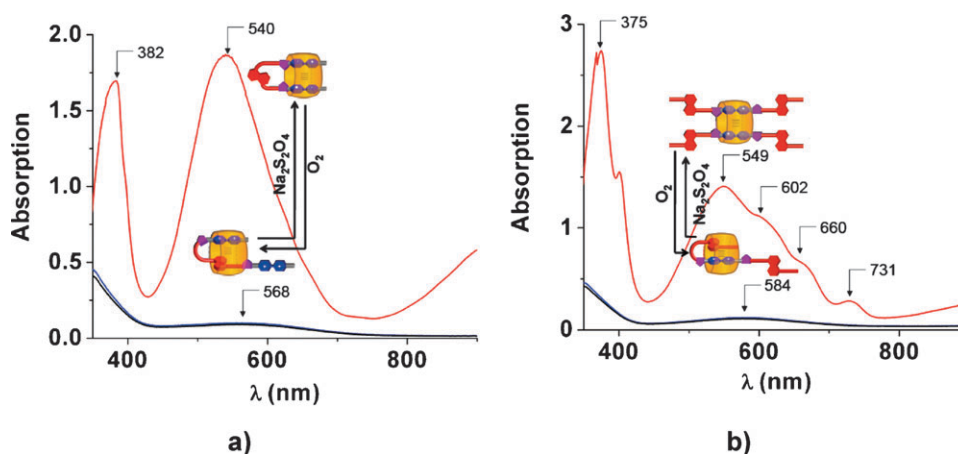 382
540
2.0
1.5
1.0
0.5
0.0
Absorption
Na₂S₂O₄
O₂
568
400
600
800
λ (nm)
a)
375
3
2
1
0
Absorption
O₂
Na₂S₂O₄
549
602
660
731
584
400
600
800
λ (nm)
b)